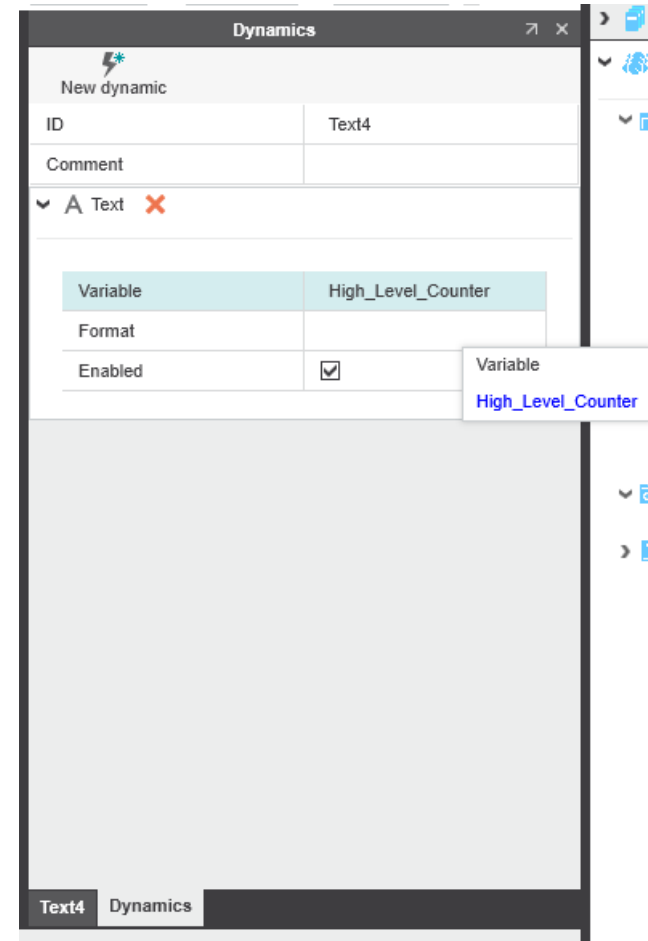 Dynamics
New dynamic
ID Text4
Comment
Text
Variable High_Level_Counter
Format
Enabled
Variable
High_Level_Counter
Text4 Dynamics